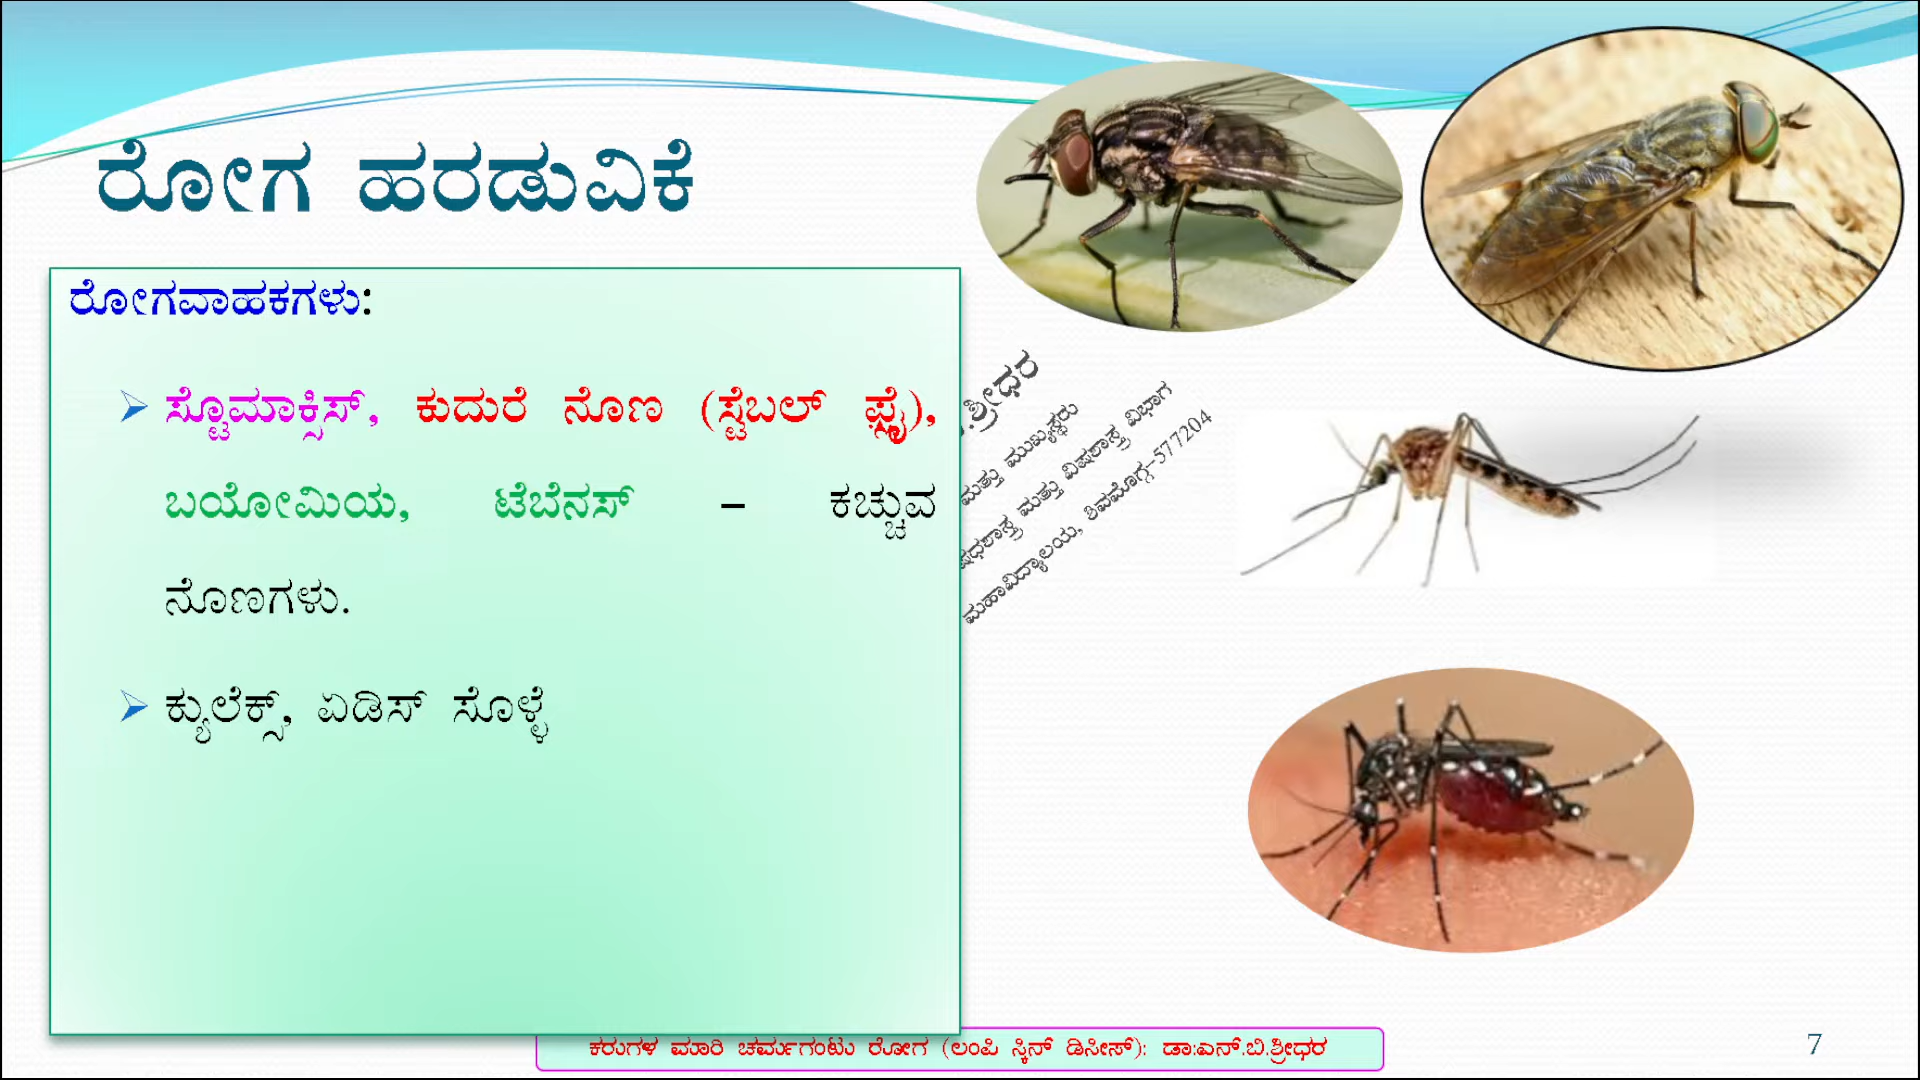 ರೋಗ ಹರಡುವಿಕೆ
ರೋಗವಾಹಕಗಳು:
ಸ್ಟೊಮಾಕ್ಸಿಸ್, ಕುದುರೆ ನೊಣ (ಸ್ಟೆಬಲ್ ಫ್ಲೈ),
ಬಯೋಮಿಯ, ಟೆಬೆನಸ್ – ಕಚ್ಚುವ
ನೊಣಗಳು.
ಕ್ಯುಲೆಕ್ಸ್, ಏಡಿಸ್ ಸೊಳ್ಳೆ
.ಶ್ರೀಧರ
ಮತ್ತು ಮುಖ್ಯಸ್ಥರು
ಷಧಶಾಸ್ತ್ರ ಮತ್ತು ವಿಷಶಾಸ್ತ್ರ ವಿಭಾಗ
ಮಹಾವಿದ್ಯಾಲಯ, ಶಿವಮೊಗ್ಗ-577204
ಕರುಗಳ ಮಾರಿ ಚರ್ಮಗಂಟು ರೋಗ (ಲಂಪಿ ಸ್ಕಿನ್ ಡಿಸೀಸ್): ಡಾ:ಎನ್.ಬಿ.ಶ್ರೀಧರ
7